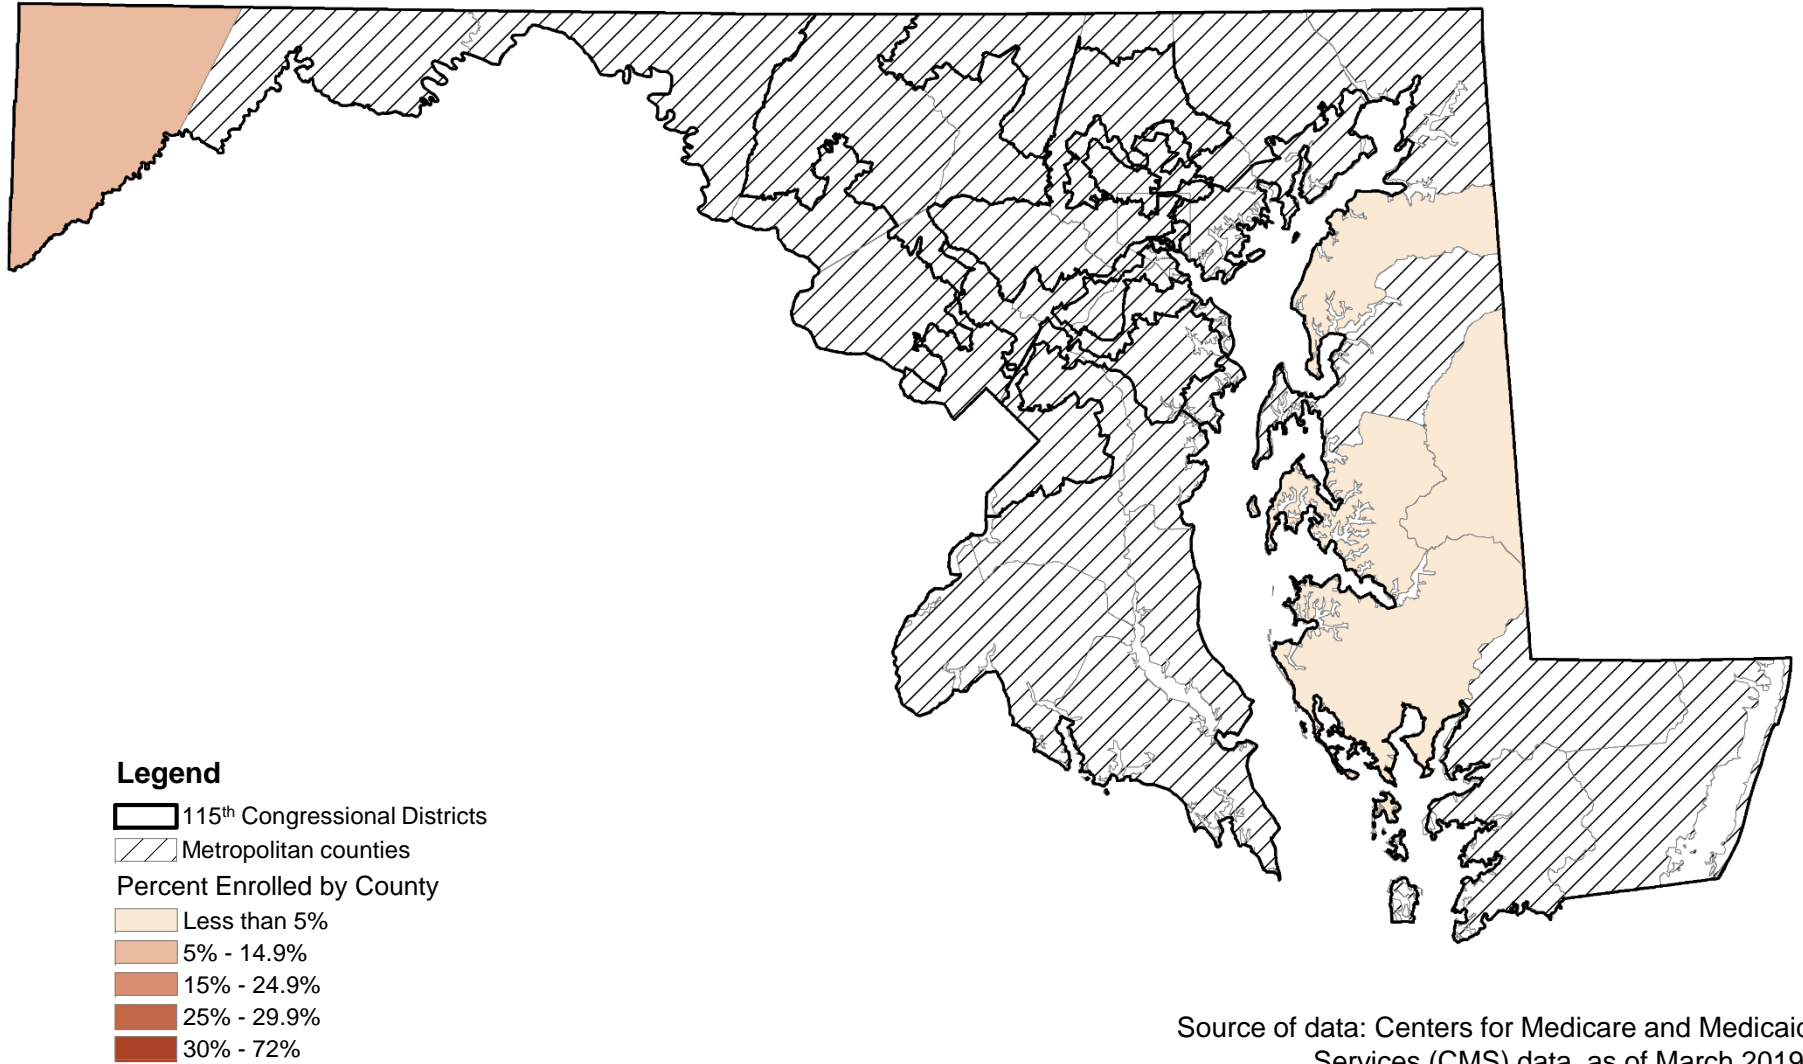 Legend
115th Congressional Districts
Metropolitan counties
Percent Enrolled by County
Less than 5%
5% - 14.9%
15% - 24.9%
25% - 29.9%
30% - 72%
Source of data: Centers for Medicare and Medicaid
Services (CMS) data, as of March 2019